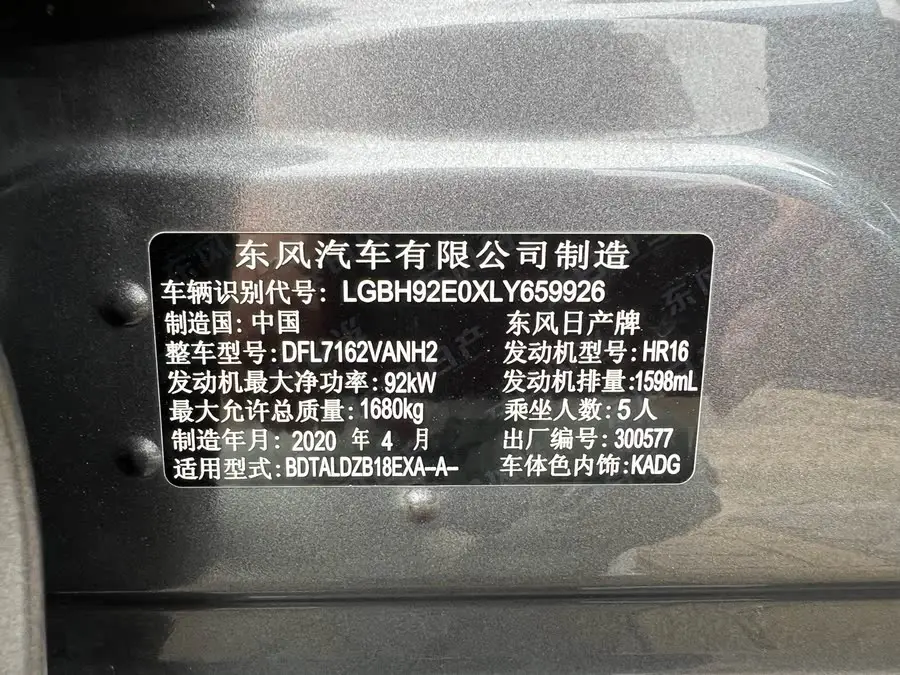 东风汽车有限公司制造
车辆识别代号：LGBH92E0XLY659926
制造国：中国 东风日产牌
整车型号：DFL7162VANH2 发动机型号：HR16
发动机最大净功率：92kW 发动机排量：1598mL
最大允许总质量：1680kg 乘坐人数：5人
制造年月：2020 年 4 月 出厂编号：300577
适用型式：BDTALDZB18EXA-A- 车体色内饰：KADG